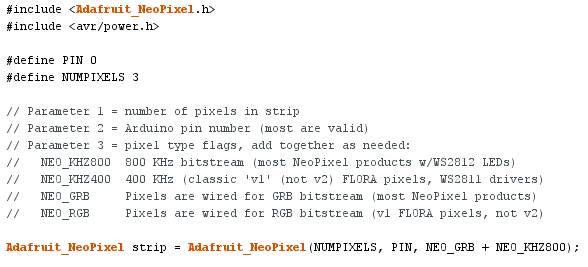 #include <Adafruit_NeoPixel.h>
#include <avr/power.h>
#define PIN 0
#define NUMPIXELS 3
// Parameter 1 = number of pixels in strip
// Parameter 2 = Arduino pin number (most are valid)
// Parameter 3 = pixel type flags, add together as needed:
//   NEO_KHZ800  800 KHz bitstream (most NeoPixel products w/WS2812 LEDs)
//   NEO_KHZ400  400 KHz (classic 'v1' (not v2) FLORA pixels, WS2811 drivers)
//   NEO_GRB     Pixels are wired for GRB bitstream (most NeoPixel products)
//   NEO_RGB     Pixels are wired for RGB bitstream (v1 FLORA pixels, not v2)
Adafruit_NeoPixel strip = Adafruit_NeoPixel(NUMPIXELS, PIN, NEO_GRB + NEO_KHZ800);